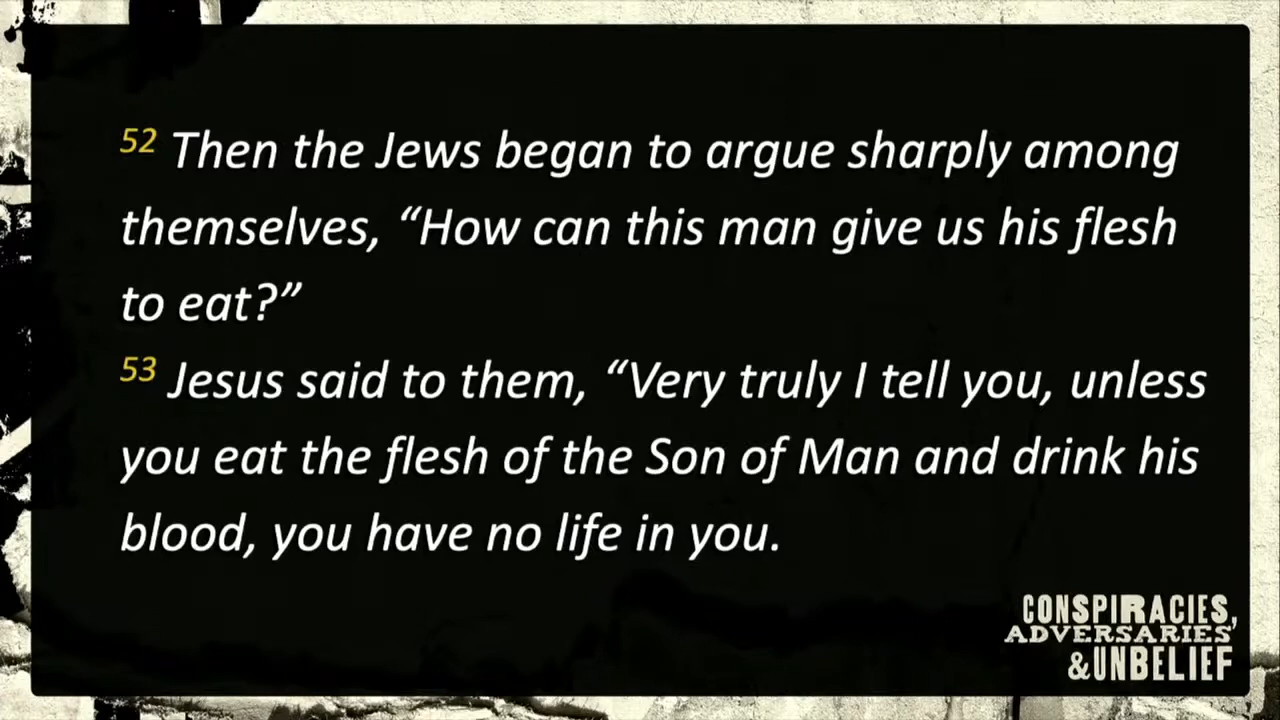 52 Then the Jews began to argue sharply among
themselves, “How can this man give us his flesh
to eat?”
53 Jesus said to them, “Very truly I tell you, unless
you eat the flesh of the Son of Man and drink his
blood, you have no life in you.
CONSPIRACIES,
ADVERSARIES
&UNBELIEF